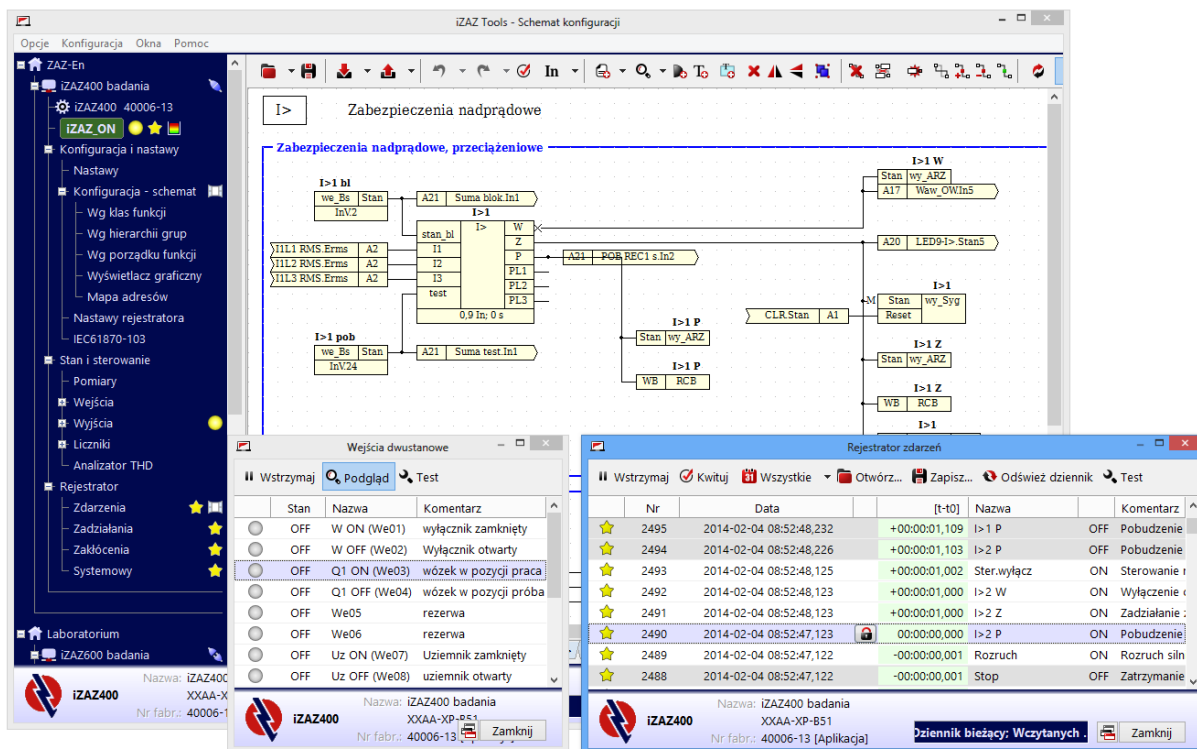 iZAZ Tools - Schemat konfiguracji
Opcje Konfiguracja Okna Pomoc
ZAZ-En
iZAZ400 badania
iZAZ400 40006-13
iZAZ_ON
Konfiguracja i nastawy
Nastawy
Konfiguracja - schemat
Wg klas funkcji
Wg hierarchii grup
Wg porządku funkcji
Wyświetlacz graficzny
Mapa adresów
Nastawy rejestratora
IEC61870-103
Stan i sterowanie
Pomiary
Wejścia
Wyjścia
Liczniki
Analizator THD
Rejestrator
Zdarzenia
Zadziałania
Zakłócenia
Systemowy
Laboratorium
iZAZ600 badania
iZAZ400
Nazwa: iZAZ400
XXAA-X
Nr fabr.: 40006-1
In
I> Zabezpieczenia nadprądowe
Zabezpieczenia nadprądowe, przeciążeniowe
I>1 bl
we_Bs Stan
InV.2
A21 Suma blok.In1
I>1
I>
stan_bl
I1
I2
I3
test
W
Z
P
PL1
PL2
PL3
0,9 In; 0 s
I1L1 RMS.Erms A2
I1L2 RMS.Erms A2
I1L3 RMS.Erms A2
I>1 pob
we_Bs Stan
InV.24
A21 Suma test.In1
A21 POB REC1 s.In2
I>1 P
Stan wy_ARZ
I>1 P
WB RCB
I>1 W
Stan wy_ARZ
A17 Waw_OW.In5
A20 LED9-I>.Stan5
CLR.Stan A1
I>1
M Stan wy_Syg
Reset
I>1 Z
Stan wy_ARZ
I>1 Z
WB RCB
I>1
Wejścia dwustanowe
Wstrzymaj Podgląd Test
Stan Nazwa Komentarz
OFF W ON (We01) wyłącznik zamknięty
OFF W OFF (We02) Wyłącznik otwarty
OFF Q1 ON (We03) wózek w pozycji praca
OFF Q1 OFF (We04) wózek w pozycji próba
OFF We05 rezerwa
OFF We06 rezerwa
OFF Uz ON (We07) Uziemnik zamknięty
OFF Uz OFF (We08) uziemnik otwarty
iZAZ400
Nazwa: iZAZ400 badania
XXAA-XP-B51
Nr fabr.: 40006-13
Zamknij
Rejestrator zdarzeń
Wstrzymaj Kwituj Wszystkie Otwórz... Zapisz... Odśwież dziennik Test
Nr Data [t-t0] Nazwa Komentarz
2495 2014-02-04 08:52:48,232 +00:00:01,109 I>1 P OFF Pobudzenie
2494 2014-02-04 08:52:48,226 +00:00:01,103 I>2 P OFF Pobudzenie
2493 2014-02-04 08:52:48,125 +00:00:01,002 Ster.wyłącz ON Sterowanie
2492 2014-02-04 08:52:48,123 +00:00:01,000 I>2 W ON Wyłączenie
2491 2014-02-04 08:52:48,123 +00:00:01,000 I>2 Z ON Zadziałanie
2490 2014-02-04 08:52:47,123 00:00:00,000 I>2 P ON Pobudzenie
2489 2014-02-04 08:52:47,122 -00:00:00,001 Rozruch ON Rozruch siln
2488 2014-02-04 08:52:47,122 -00:00:00,001 Stop OFF Zatrzymanie
iZAZ400
Nazwa: iZAZ400 badania
XXAA-XP-B51
Nr fabr.: 40006-13 [Aplikacja]
Dziennik bieżący; Wczytanych .
Zamknij